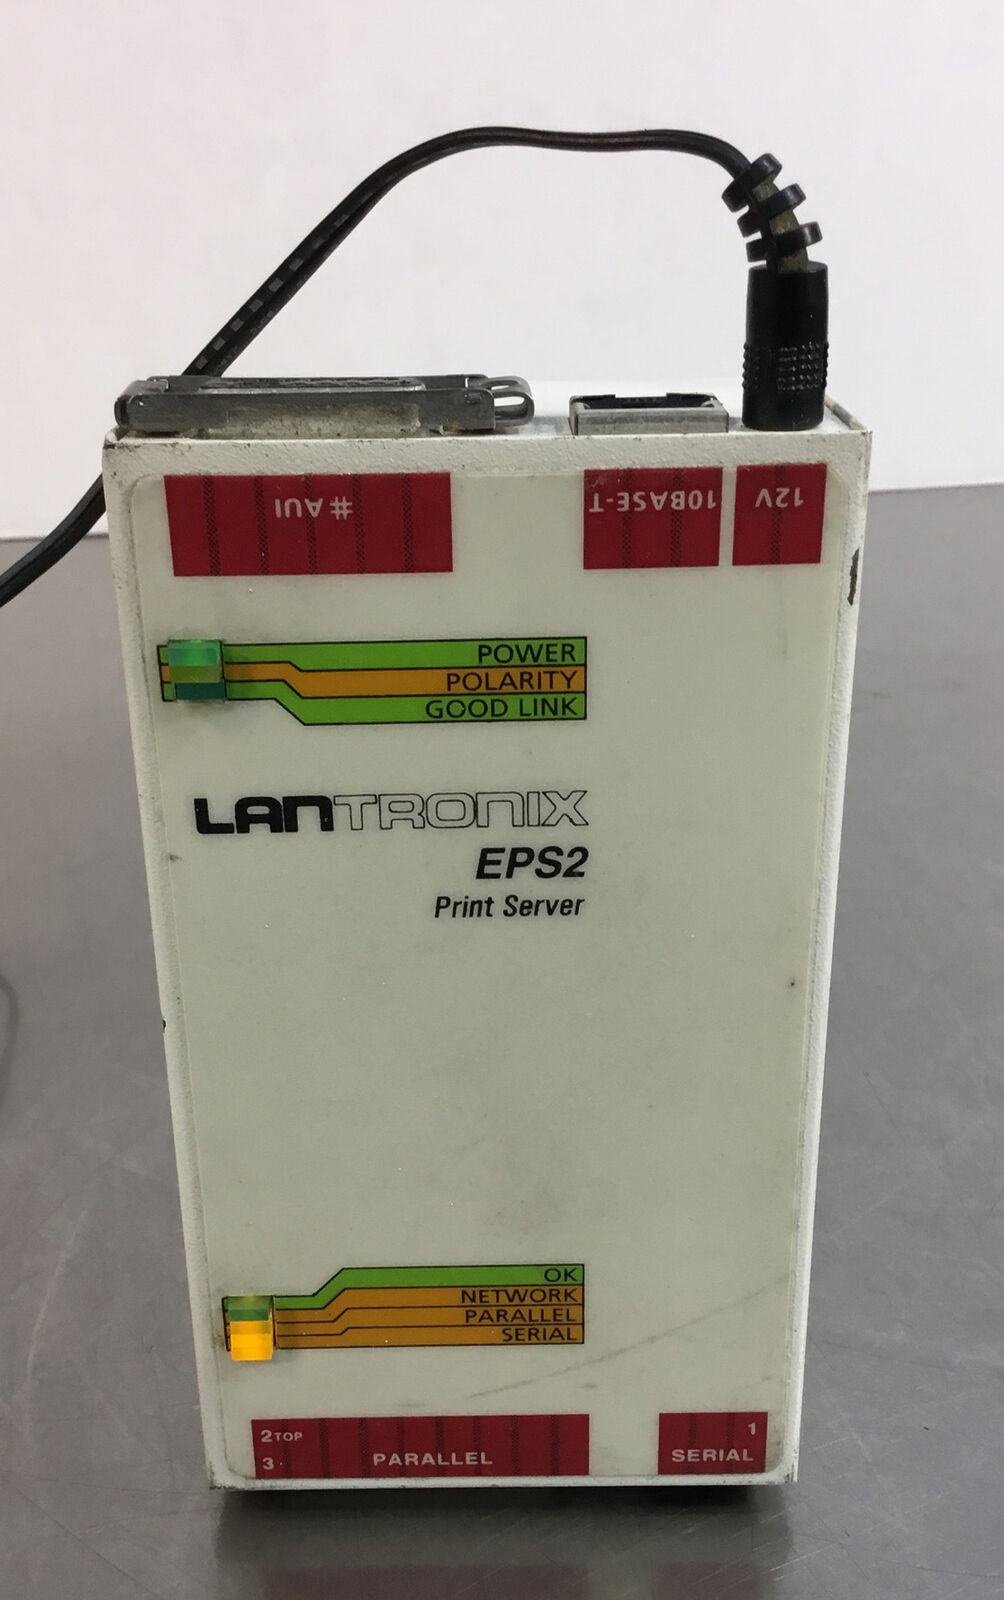 # AUI
10BASE-T
12V
POWER
POLARITY
GOOD LINK
LANTRONIX
EPS2
Print Server
OK
NETWORK
PARALLEL
SERIAL
2 TOP
3
PARALLEL
1
SERIAL